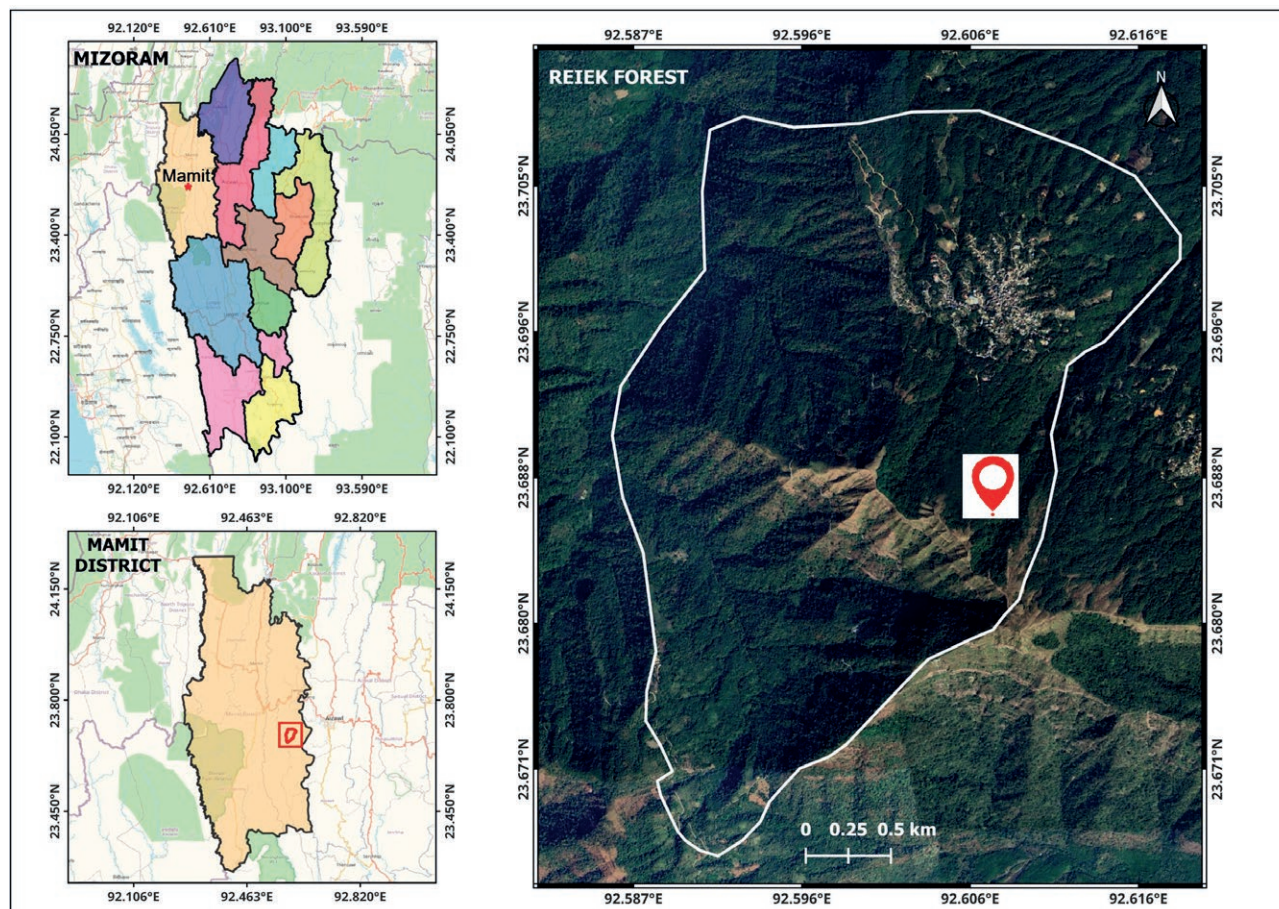 92.120°E 92.610°E 93.100°E 93.590°E
MIZORAM
24.050°N
23.400°N
22.750°N
22.100°N
Mamit
24.050°N
23.400°N
22.750°N
22.100°N
92.120°E 92.610°E 93.100°E 93.590°E
92.106°E 92.463°E 92.820°E
MAMIT
DISTRICT
24.150°N
23.800°N
23.450°N
Aizawl
24.150°N
23.800°N
23.450°N
92.106°E 92.463°E 92.820°E
92.587°E 92.596°E 92.606°E 92.616°E
REIEK FOREST
N
23.705°N
23.696°N
23.688°N
23.680°N
23.671°N
23.705°N
23.696°N
23.688°N
23.680°N
23.671°N
0 0.25 0.5 km
92.587°E 92.596°E 92.606°E 92.616°E